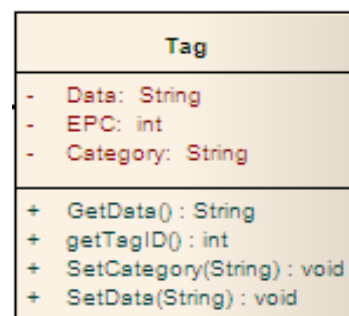 Tag
- Data: String
- EPC: int
- Category: String
+ GetData() : String
+ getTagID() : int
+ SetCategory(String) : void
+ SetData(String) : void